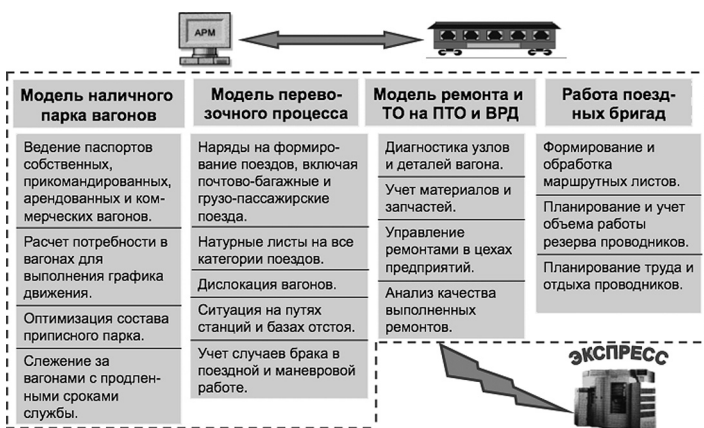 АРМ
Модель наличного
парка вагонов
Ведение паспортов
собственных,
прикомандированных,
арендованных и ком-
мерческих вагонов.
Расчет потребности в
вагонах для
выполнения графика
движения.
Оптимизация состава
приписного парка.
Слежение за
вагонами с продлен-
ными сроками
службы.
Модель перево-
зочного процесса
Наряды на формиро-
вание поездов, включая
почтово-багажные и
грузо-пассажирские
поезда.
Натурные листы на все
категории поездов.
Дислокация вагонов.
Ситуация на путях
станций и базах отстоя.
Учет случаев брака в
поездной и маневровой
работе.
Модель ремонта и
ТО на ПТО и ВРД
Диагностика узлов
и деталей вагона.
Учет материалов и
запчастей.
Управление
ремонтами в цехах
предприятий.
Анализ качества
выполненных
ремонтов.
Работа поезд-
ных бригад
Формирование и
обработка
маршрутных листов.
Планирование и учет
объема работы
резерва проводников.
Планирование труда и
отдыха проводников.
ЭКСПРЕСС